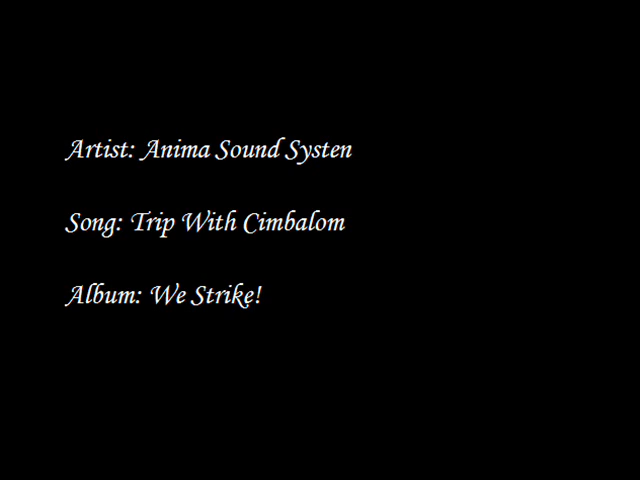 Artist: Anima Sound Systen
Song: Trip With Cimbalom
Album: We Strike!